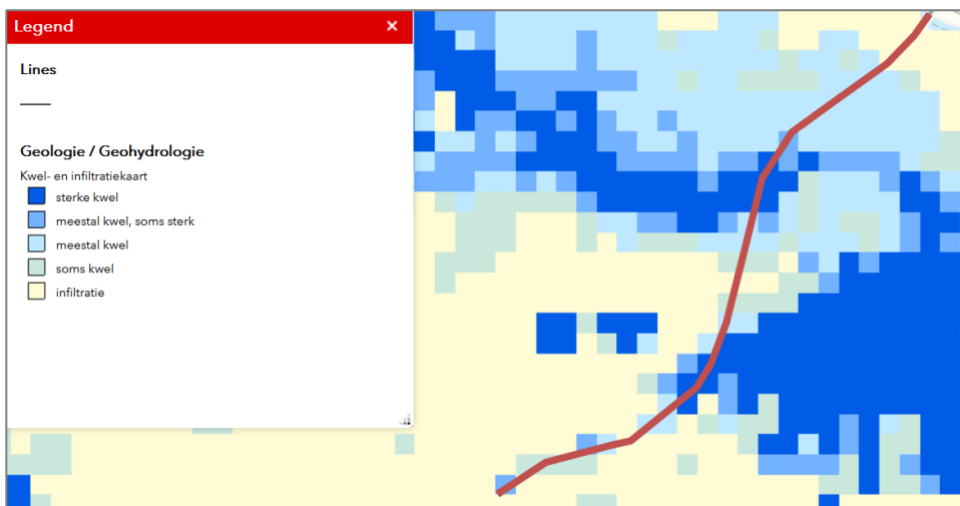 Legend
Lines
Geologie / Geohydrologie
Kwel- en infiltratiekaart
sterke kwel
meestal kwel, soms sterk
meestal kwel
soms kwel
infiltratie